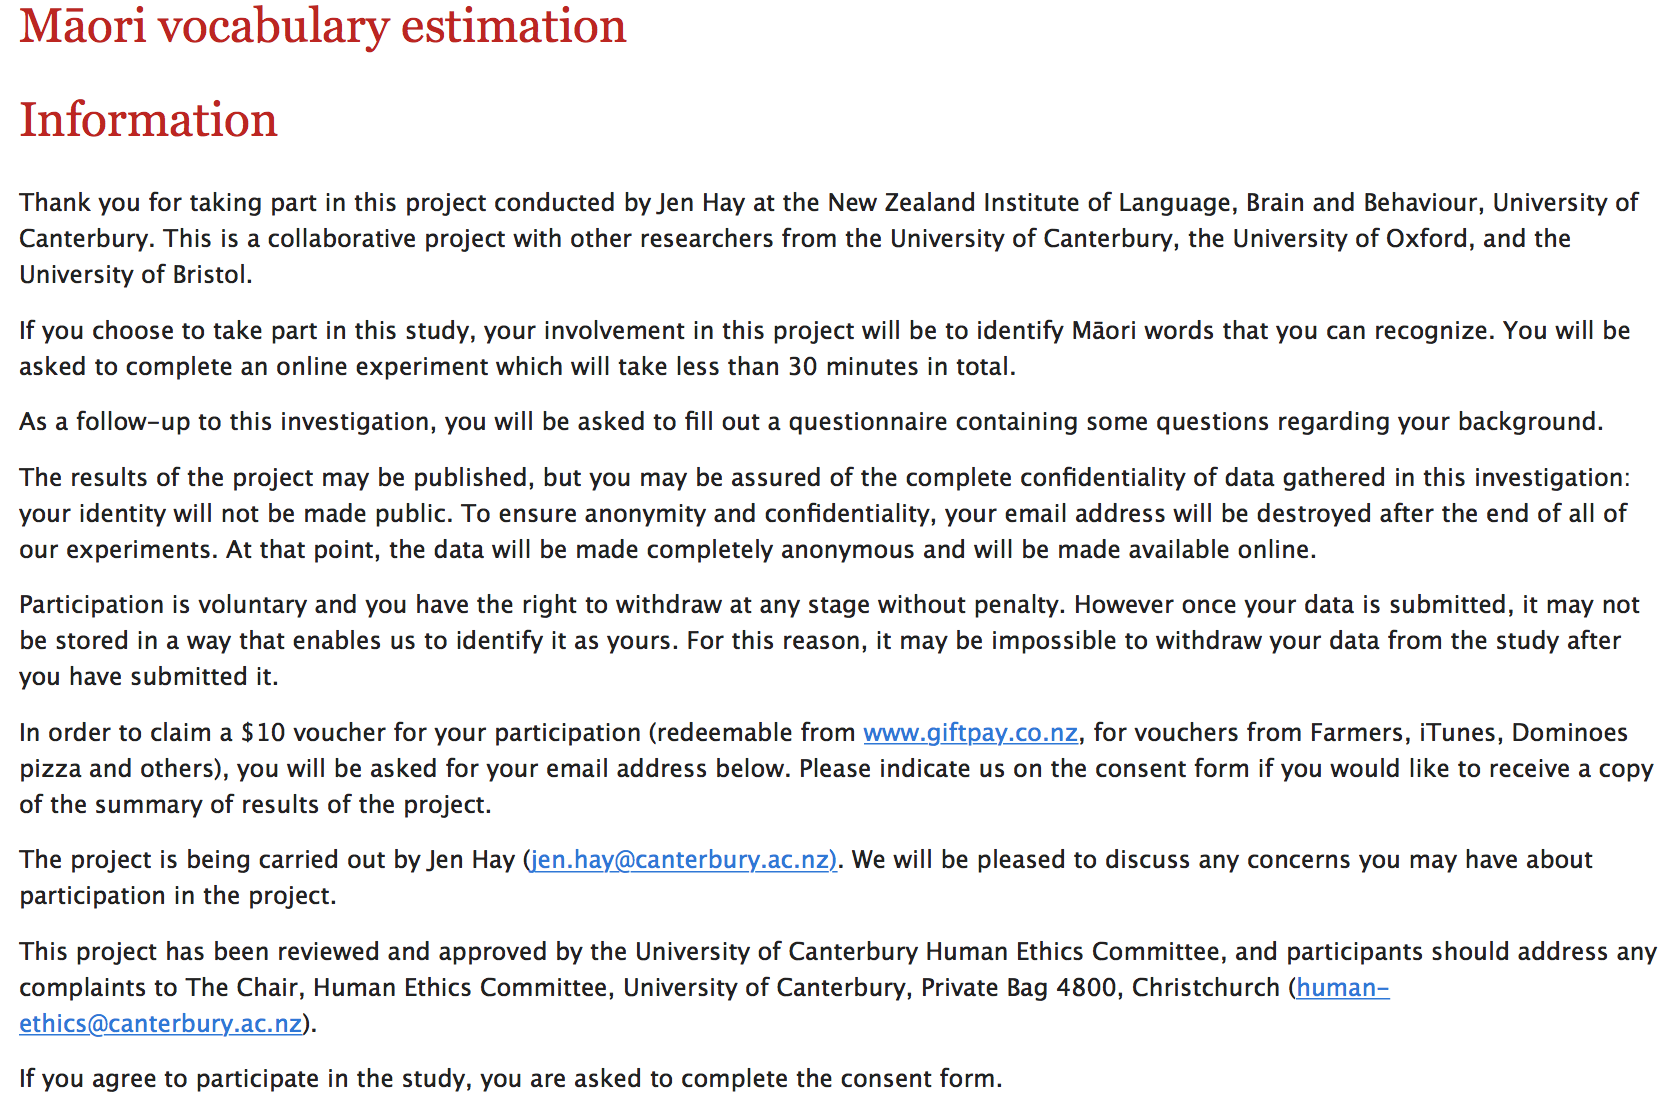 Māori vocabulary estimation
Information
Thank you for taking part in this project conducted by Jen Hay at the New Zealand Institute of Language, Brain and Behaviour, University of
Canterbury. This is a collaborative project with other researchers from the University of Canterbury, the University of Oxford, and the
University of Bristol.
If you choose to take part in this study, your involvement in this project will be to identify Māori words that you can recognize. You will be
asked to complete an online experiment which will take less than 30 minutes in total.
As a follow-up to this investigation, you will be asked to fill out a questionnaire containing some questions regarding your background.
The results of the project may be published, but you may be assured of the complete confidentiality of data gathered in this investigation:
your identity will not be made public. To ensure anonymity and confidentiality, your email address will be destroyed after the end of all of
our experiments. At that point, the data will be made completely anonymous and will be made available online.
Participation is voluntary and you have the right to withdraw at any stage without penalty. However once your data is submitted, it may not
be stored in a way that enables us to identify it as yours. For this reason, it may be impossible to withdraw your data from the study after
you have submitted it.
In order to claim a $10 voucher for your participation (redeemable from www.giftpay.co.nz, for vouchers from Farmers, iTunes, Dominoes
pizza and others), you will be asked for your email address below. Please indicate us on the consent form if you would like to receive a copy
of the summary of results of the project.
The project is being carried out by Jen Hay (jen.hay@canterbury.ac.nz). We will be pleased to discuss any concerns you may have about
participation in the project.
This project has been reviewed and approved by the University of Canterbury Human Ethics Committee, and participants should address any
complaints to The Chair, Human Ethics Committee, University of Canterbury, Private Bag 4800, Christchurch (human-
ethics@canterbury.ac.nz).
If you agree to participate in the study, you are asked to complete the consent form.